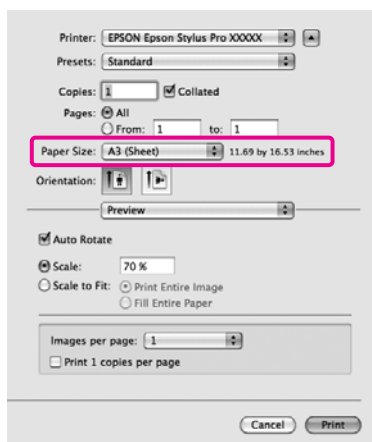 Printer: EPSON Epson Stylus Pro XXXXX
Presets: Standard
Copies: 1 Collated
Pages: All
From: 1 to: 1
Paper Size: A3 (Sheet) 11.69 by 16.53 inches
Orientation:
Preview
Auto Rotate
Scale: 70 %
Scale to Fit: Print Entire Image
Fill Entire Paper
Images per page: 1
Print 1 copies per page
Cancel Print